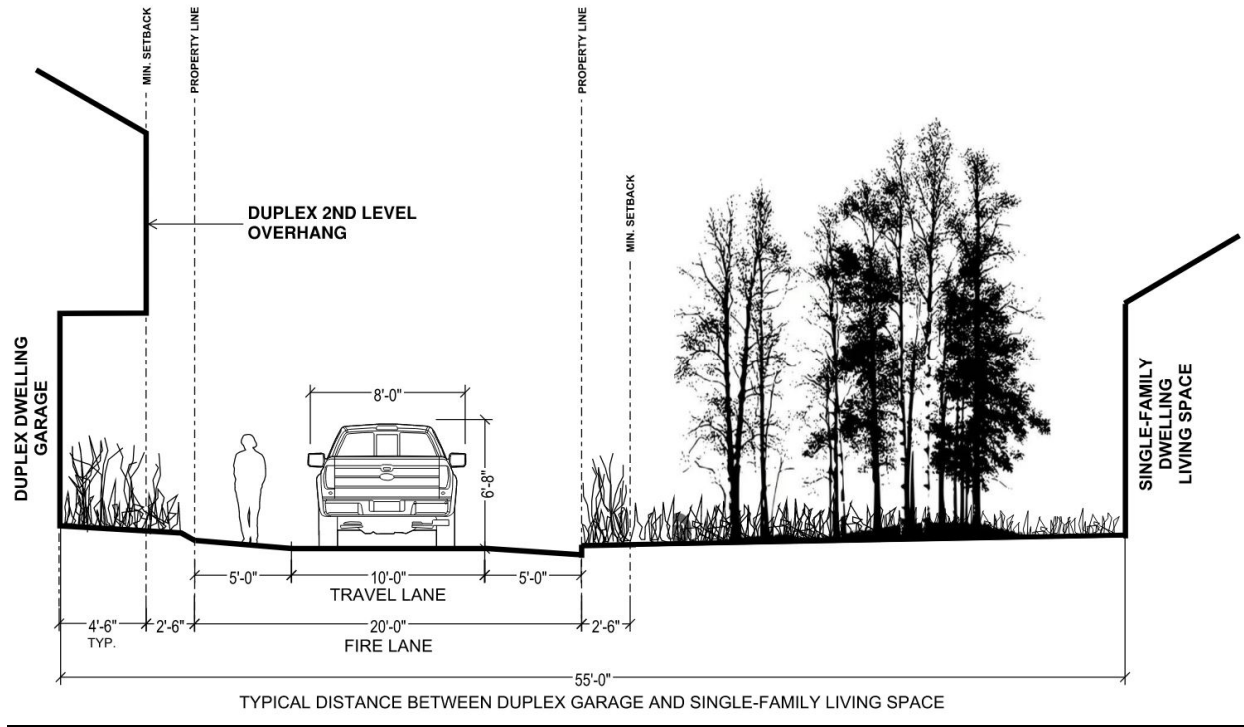 MIN. SETBACK
PROPERTY LINE
PROPERTY LINE
MIN. SETBACK
DUPLEX 2ND LEVEL
OVERHANG
DUPLEX DWELLING
GARAGE
SINGLE-FAMILY
DWELLING
LIVING SPACE
8'-0"
6'-8"
5'-0"
10'-0"
5'-0"
TRAVEL LANE
4'-6"
TYP.
2'-6"
20'-0"
2'-6"
FIRE LANE
55'-0"
TYPICAL DISTANCE BETWEEN DUPLEX GARAGE AND SINGLE-FAMILY LIVING SPACE